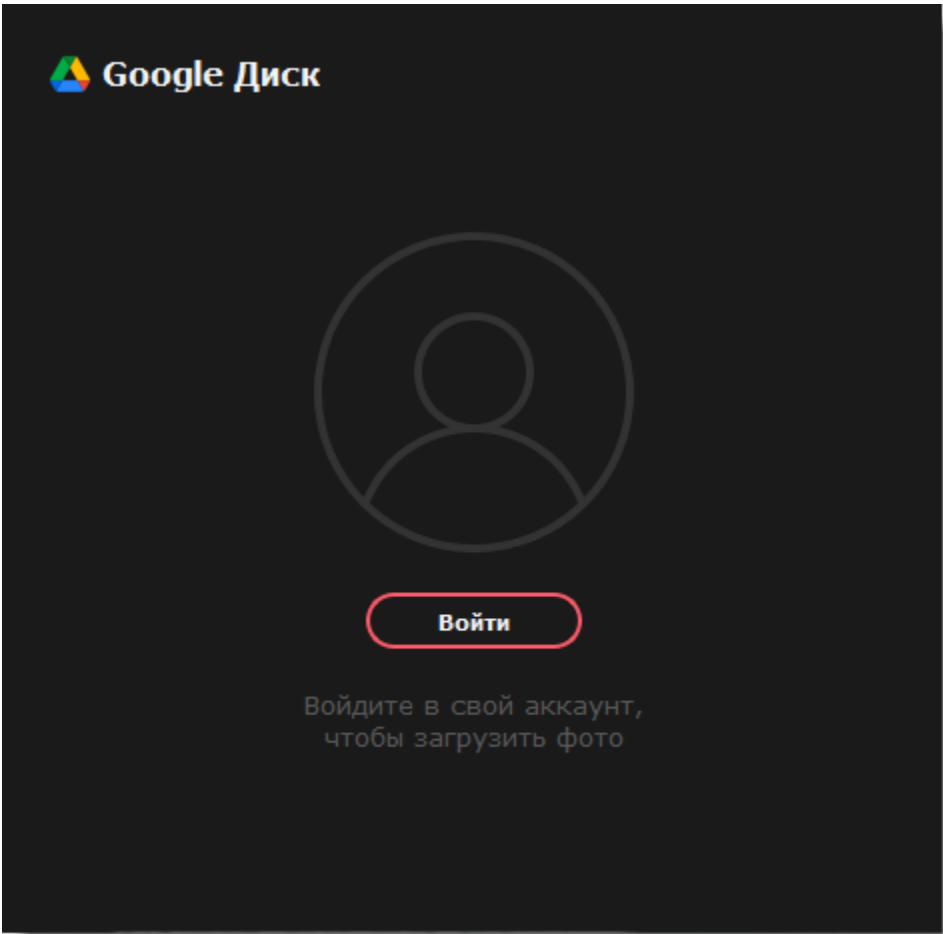 Google Диск
Войти
Войдите в свой аккаунт,
чтобы загрузить фото